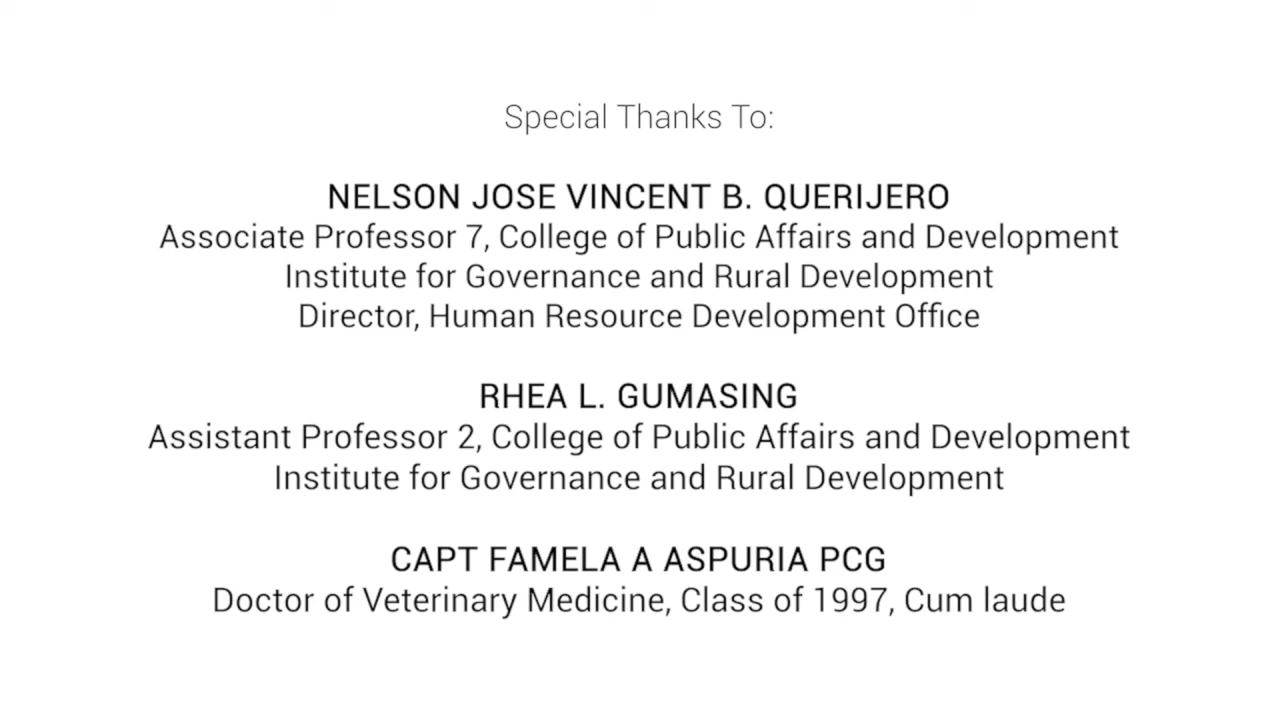 Special Thanks To:
NELSON JOSE VINCENT B. QUERIJERO
Associate Professor 7, College of Public Affairs and Development
Institute for Governance and Rural Development
Director, Human Resource Development Office
RHEA L. GUMASING
Assistant Professor 2, College of Public Affairs and Development
Institute for Governance and Rural Development
CAPT FAMELA A ASPURIA PCG
Doctor of Veterinary Medicine, Class of 1997, Cum laude